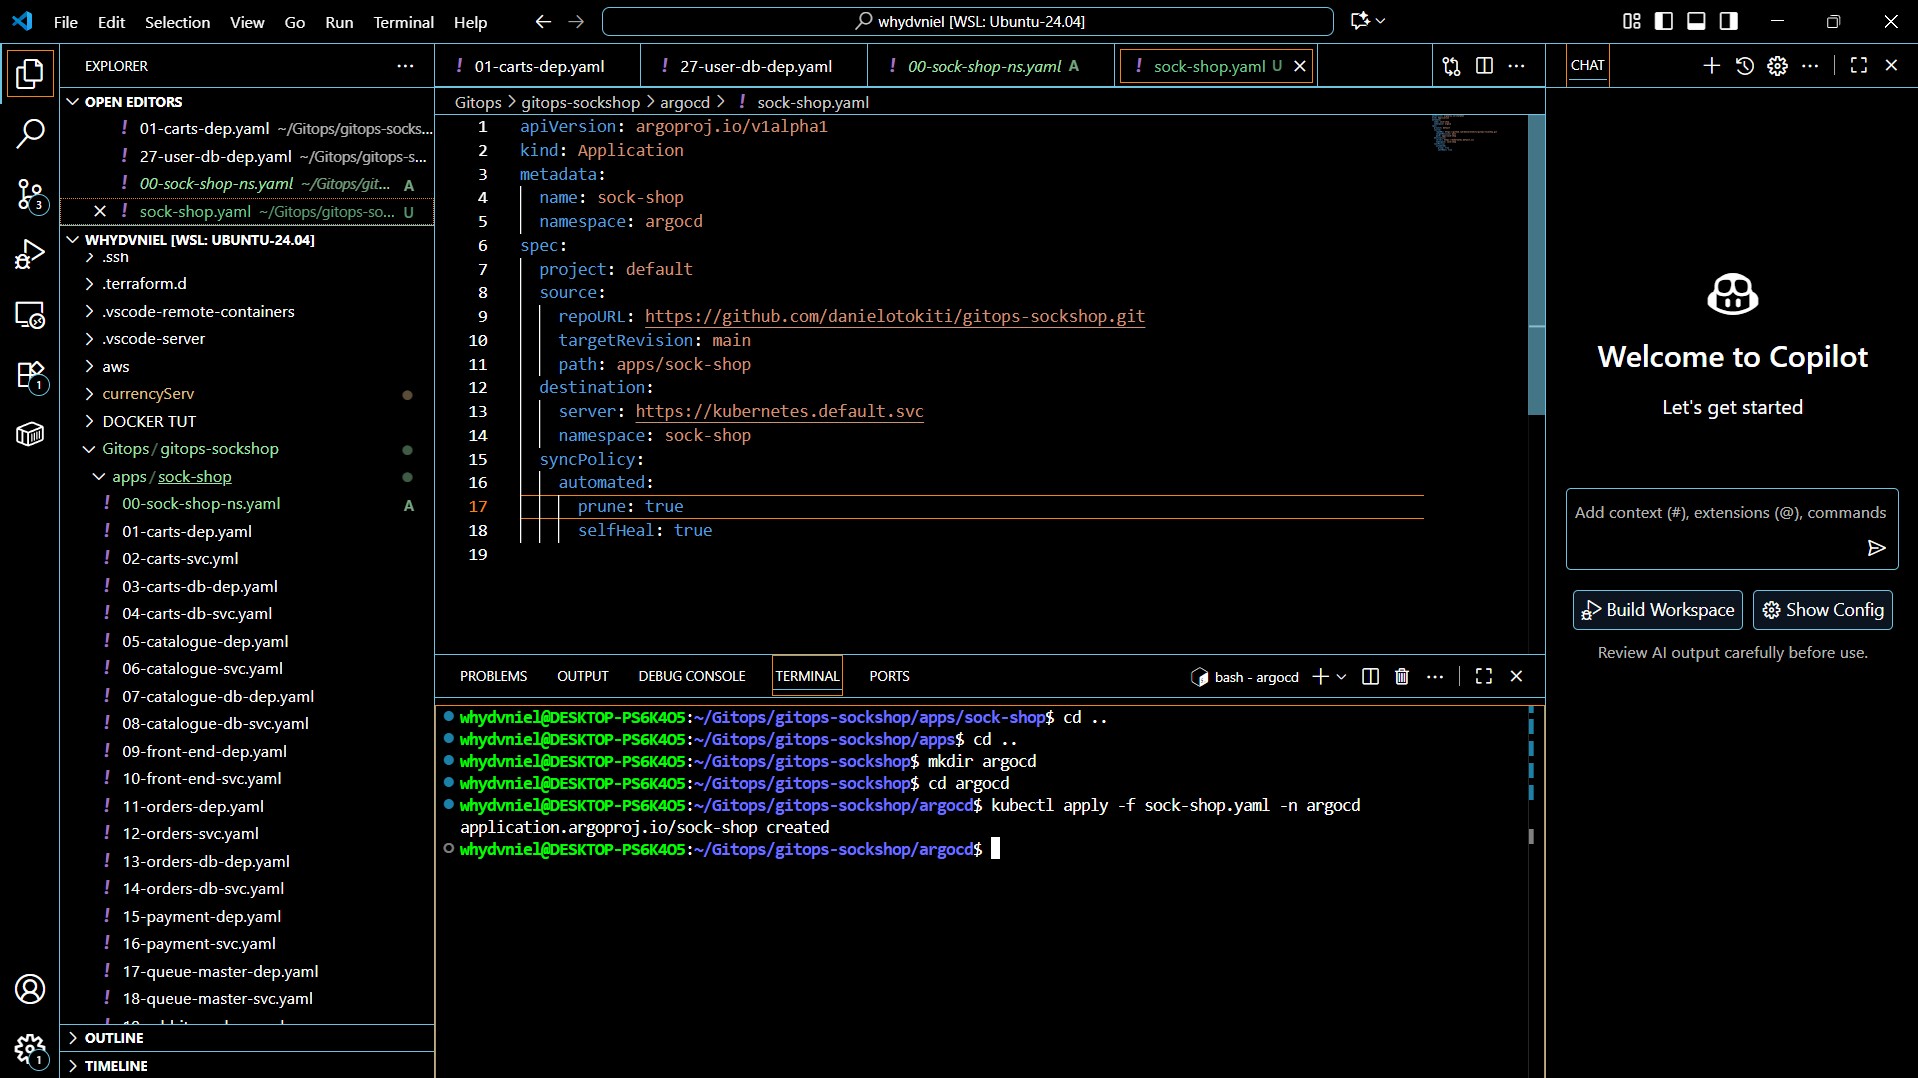 File Edit Selection View Go Run Terminal Help
whydvniel [WSL: Ubuntu-24.04]
EXPLORER
OPEN EDITORS
01-carts-dep.yaml ~/Gitops/gitops-socks...
27-user-db-dep.yaml ~/Gitops/gitops-s...
00-sock-shop-ns.yaml ~/Gitops/git... A
sock-shop.yaml ~/Gitops/gitops-so... U
WHYDVNIEL [WSL: UBUNTU-24.04]
.ssh
.terraform.d
.vscode-remote-containers
.vscode-server
aws
currencyServ
DOCKER TUT
Gitops / gitops-sockshop
apps / sock-shop
! 00-sock-shop-ns.yaml A
! 01-carts-dep.yaml
! 02-carts-svc.yml
! 03-carts-db-dep.yaml
! 04-carts-db-svc.yaml
! 05-catalogue-dep.yaml
! 06-catalogue-svc.yaml
! 07-catalogue-db-dep.yaml
! 08-catalogue-db-svc.yaml
! 09-front-end-dep.yaml
! 10-front-end-svc.yaml
! 11-orders-dep.yaml
! 12-orders-svc.yaml
! 13-orders-db-dep.yaml
! 14-orders-db-svc.yaml
! 15-payment-dep.yaml
! 16-payment-svc.yaml
! 17-queue-master-dep.yaml
! 18-queue-master-svc.yaml
OUTLINE
TIMELINE
3
1
1
! 01-carts-dep.yaml ! 27-user-db-dep.yaml ! 00-sock-shop-ns.yaml A ! sock-shop.yaml U
Gitops > gitops-sockshop > argocd > ! sock-shop.yaml
1 apiVersion: argoproj.io/v1alpha1
2 kind: Application
3 metadata:
4 name: sock-shop
5 namespace: argocd
6 spec:
7 project: default
8 source:
9 repoURL: https://github.com/danielotokiti/gitops-sockshop.git
10 targetRevision: main
11 path: apps/sock-shop
12 destination:
13 server: https://kubernetes.default.svc
14 namespace: sock-shop
15 syncPolicy:
16 automated:
17 prune: true
18 selfHeal: true
19
PROBLEMS OUTPUT DEBUG CONSOLE TERMINAL PORTS
bash - argocd
whydvniel@DESKTOP-PS6K4O5:~/Gitops/gitops-sockshop/apps/sock-shop$ cd ..
whydvniel@DESKTOP-PS6K4O5:~/Gitops/gitops-sockshop/apps$ cd ..
whydvniel@DESKTOP-PS6K4O5:~/Gitops/gitops-sockshop$ mkdir argocd
whydvniel@DESKTOP-PS6K4O5:~/Gitops/gitops-sockshop$ cd argocd
whydvniel@DESKTOP-PS6K4O5:~/Gitops/gitops-sockshop/argocd$ kubectl apply -f sock-shop.yaml -n argocd
application.argoproj.io/sock-shop created
whydvniel@DESKTOP-PS6K4O5:~/Gitops/gitops-sockshop/argocd$
CHAT
Welcome to Copilot
Let's get started
Add context (#), extensions (@), commands
Build Workspace
Show Config
Review AI output carefully before use.